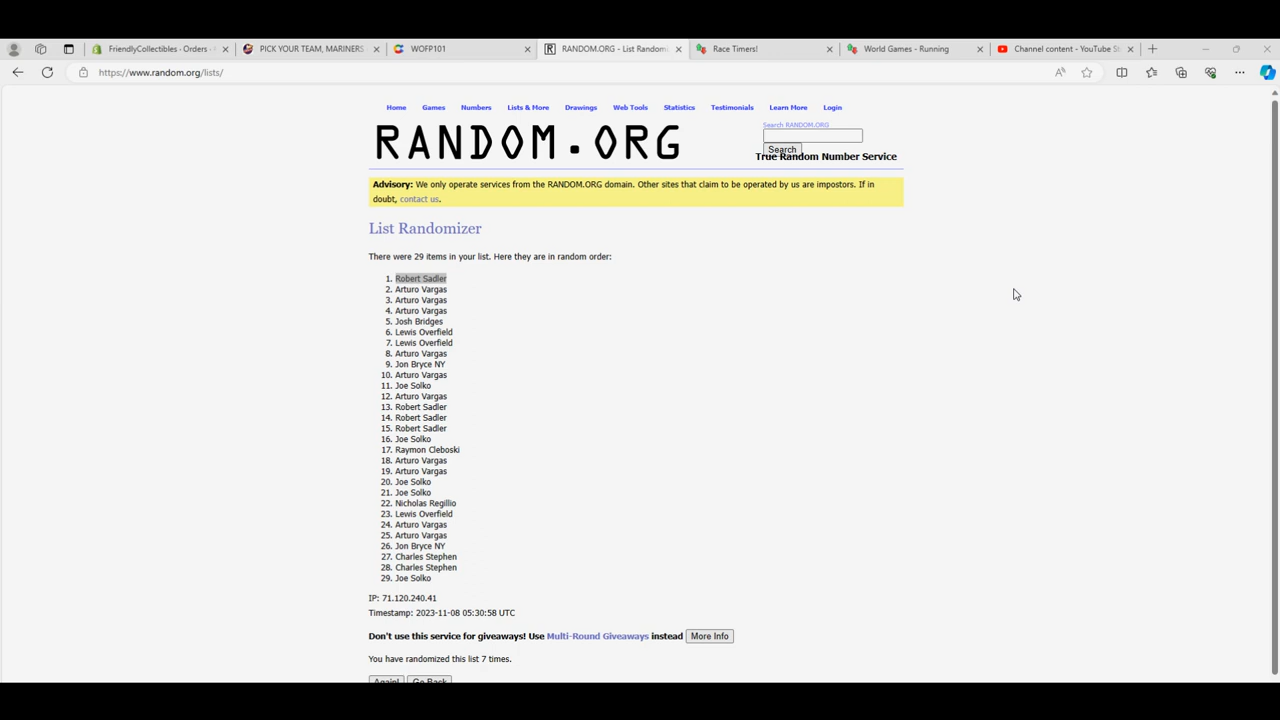 FriendlyCollectibles · Orders ·
PICK YOUR TEAM, MARINERS
WOFP101
RANDOM.ORG - List Randomi
Race Timers!
World Games - Running
Channel content - YouTube St
https://www.random.org/lists/
Home Games Numbers Lists & More Drawings Web Tools Statistics Testimonials Learn More Login
RANDOM.ORG
Search RANDOM.ORG
Search
True Random Number Service
Advisory: We only operate services from the RANDOM.ORG domain. Other sites that claim to be operated by us are impostors. If in
doubt, contact us.
List Randomizer
There were 29 items in your list. Here they are in random order:
1. Robert Sadler
2. Arturo Vargas
3. Arturo Vargas
4. Arturo Vargas
5. Josh Bridges
6. Lewis Overfield
7. Lewis Overfield
8. Arturo Vargas
9. Jon Bryce NY
10. Arturo Vargas
11. Joe Solko
12. Arturo Vargas
13. Robert Sadler
14. Robert Sadler
15. Robert Sadler
16. Joe Solko
17. Raymon Cleboski
18. Arturo Vargas
19. Arturo Vargas
20. Joe Solko
21. Joe Solko
22. Nicholas Regillio
23. Lewis Overfield
24. Arturo Vargas
25. Arturo Vargas
26. Jon Bryce NY
27. Charles Stephen
28. Charles Stephen
29. Joe Solko
IP: 71.120.240.41
Timestamp: 2023-11-08 05:30:58 UTC
Don't use this service for giveaways! Use Multi-Round Giveaways instead More Info
You have randomized this list 7 times.
Again! Go Back